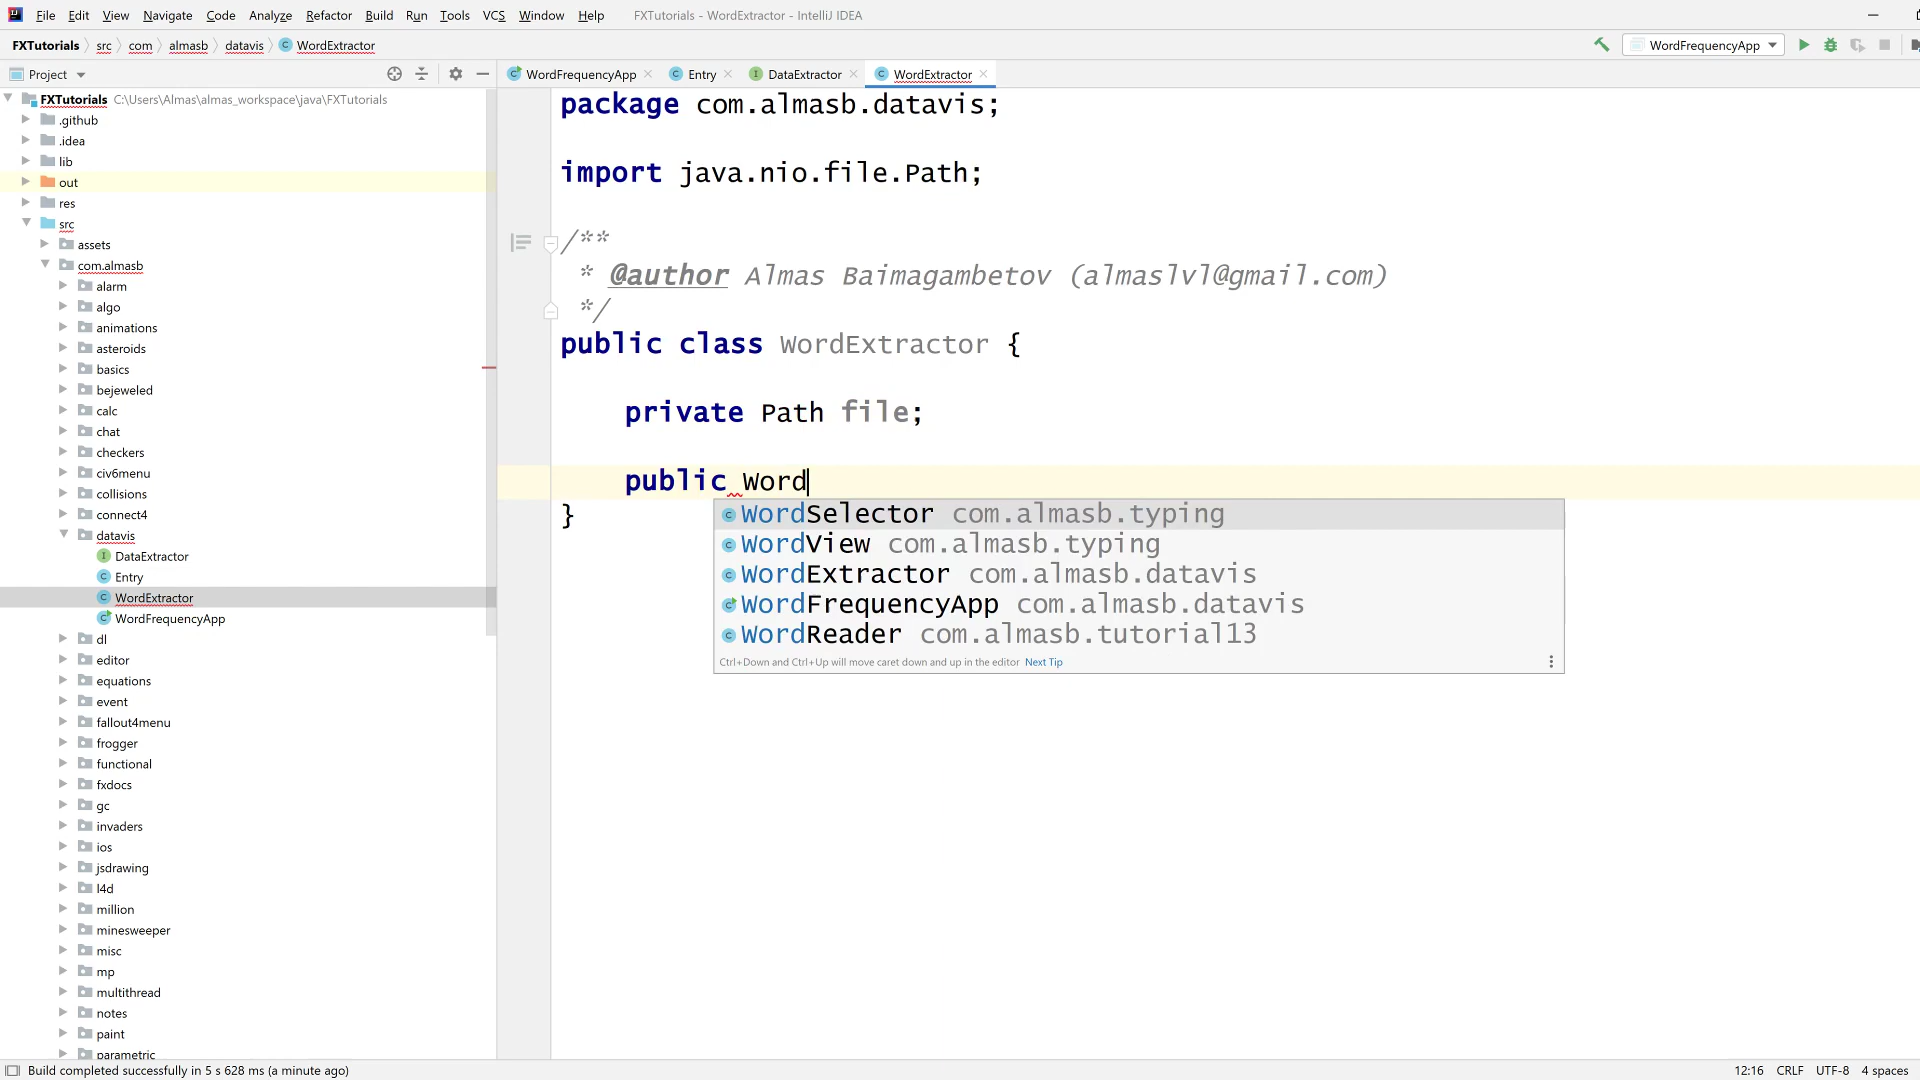 File Edit View Navigate Code Analyze Refactor Build Run Tools VCS Window Help FXTutorials - WordExtractor - IntelliJ IDEA
FXTutorials src com almasb datavis WordExtractor WordFrequencyApp
Project WordFrequencyApp Entry DataExtractor WordExtractor
FXTutorials C:\Users\Almas\almas_workspace\java\FXTutorials
.github
.idea
lib
out
res
src
assets
com.almasb
alarm
algo
animations
asteroids
basics
bejeweled
calc
chat
checkers
civ6menu
collisions
connect4
datavis
DataExtractor
Entry
WordExtractor
WordFrequencyApp
dl
editor
equations
event
fallout4menu
frogger
functional
fxdocs
gc
invaders
ios
jsdrawing
l4d
million
minesweeper
misc
mp
multithread
notes
paint
parametric
package com.almasb.datavis;
import java.nio.file.Path;
/**
* @author Almas Baimagambetov (almaslvl@gmail.com)
*/
public class WordExtractor {
private Path file;
public Word
}
WordSelector com.almasb.typing
WordView com.almasb.typing
WordExtractor com.almasb.datavis
WordFrequencyApp com.almasb.datavis
WordReader com.almasb.tutorial13
Ctrl+Down and Ctrl+Up will move caret down and up in the editor Next Tip
Build completed successfully in 5 s 628 ms (a minute ago) 12:16 CRLF UTF-8 4 spaces